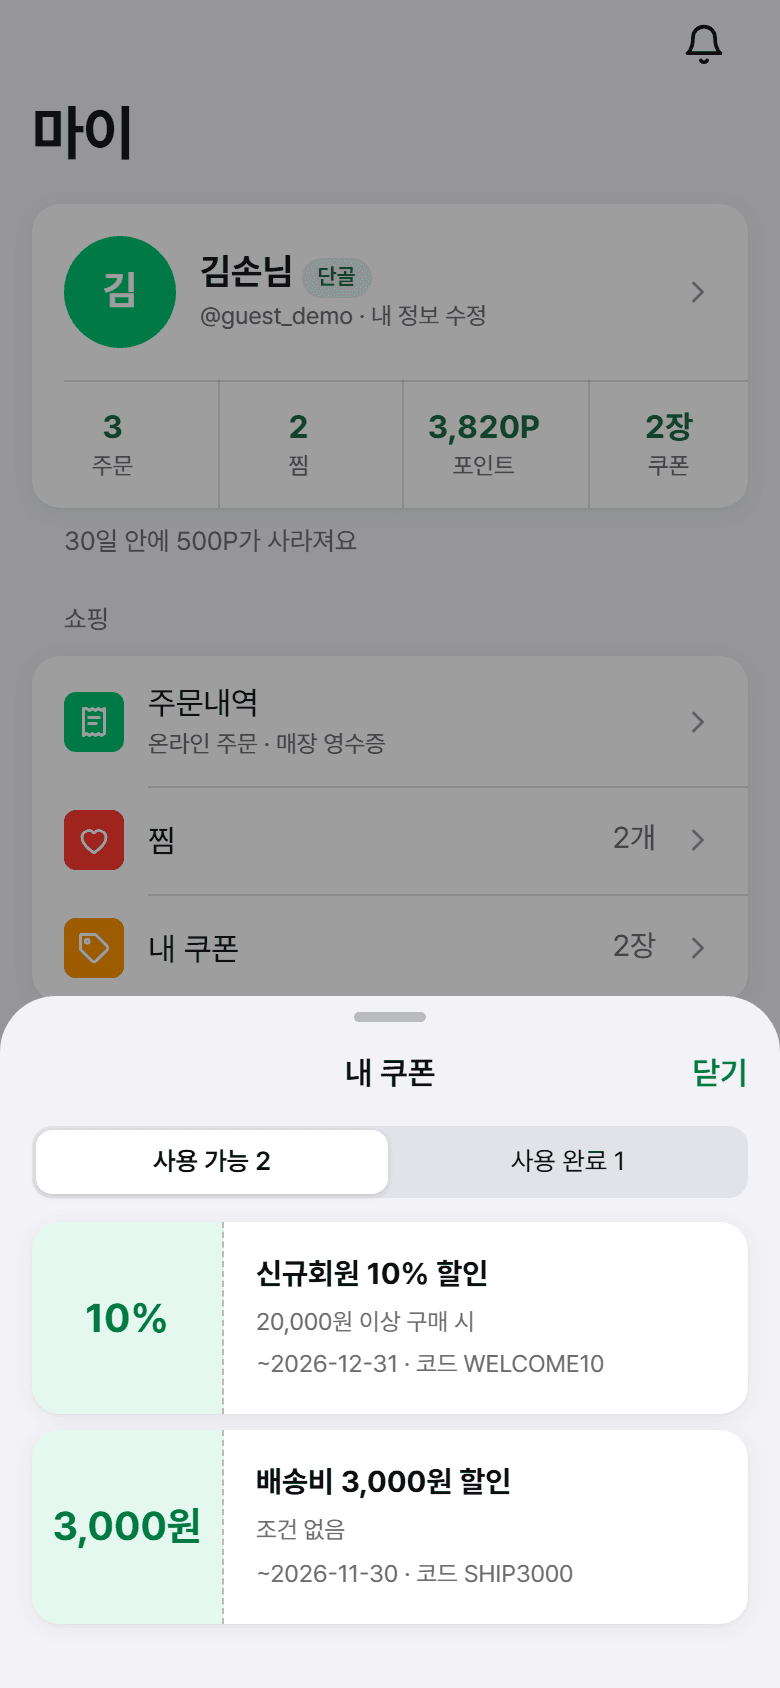 마이
김
김손님 단골
@guest_demo · 내 정보 수정
3 2 3,820P 2장
주문 찜 포인트 쿠폰
30일 안에 500P가 사라져요
쇼핑
주문내역
온라인 주문 · 매장 영수증
찜 2개
내 쿠폰 2장
내 쿠폰 닫기
사용 가능 2 사용 완료 1
10%
신규회원 10% 할인
20,000원 이상 구매 시
~2026-12-31 · 코드 WELCOME10
3,000원
배송비 3,000원 할인
조건 없음
~2026-11-30 · 코드 SHIP3000